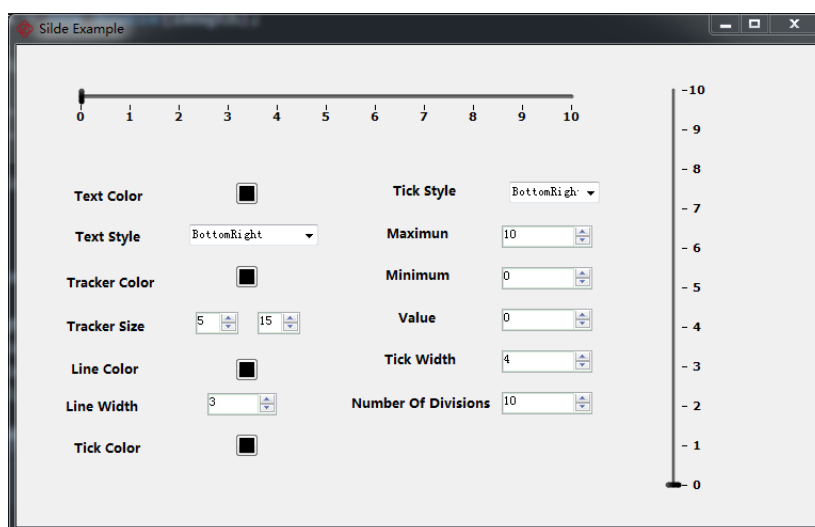 Silde Example
0 1 2 3 4 5 6 7 8 9 10
-10
- 9
- 8
- 7
- 6
- 5
- 4
- 3
- 2
- 1
- 0
Text Color
Text Style BottomRight
Tracker Color
Tracker Size 5 15
Line Color
Line Width 3
Tick Color
Tick Style BottomRigh
Maximun 10
Minimum 0
Value 0
Tick Width 4
Number Of Divisions 10